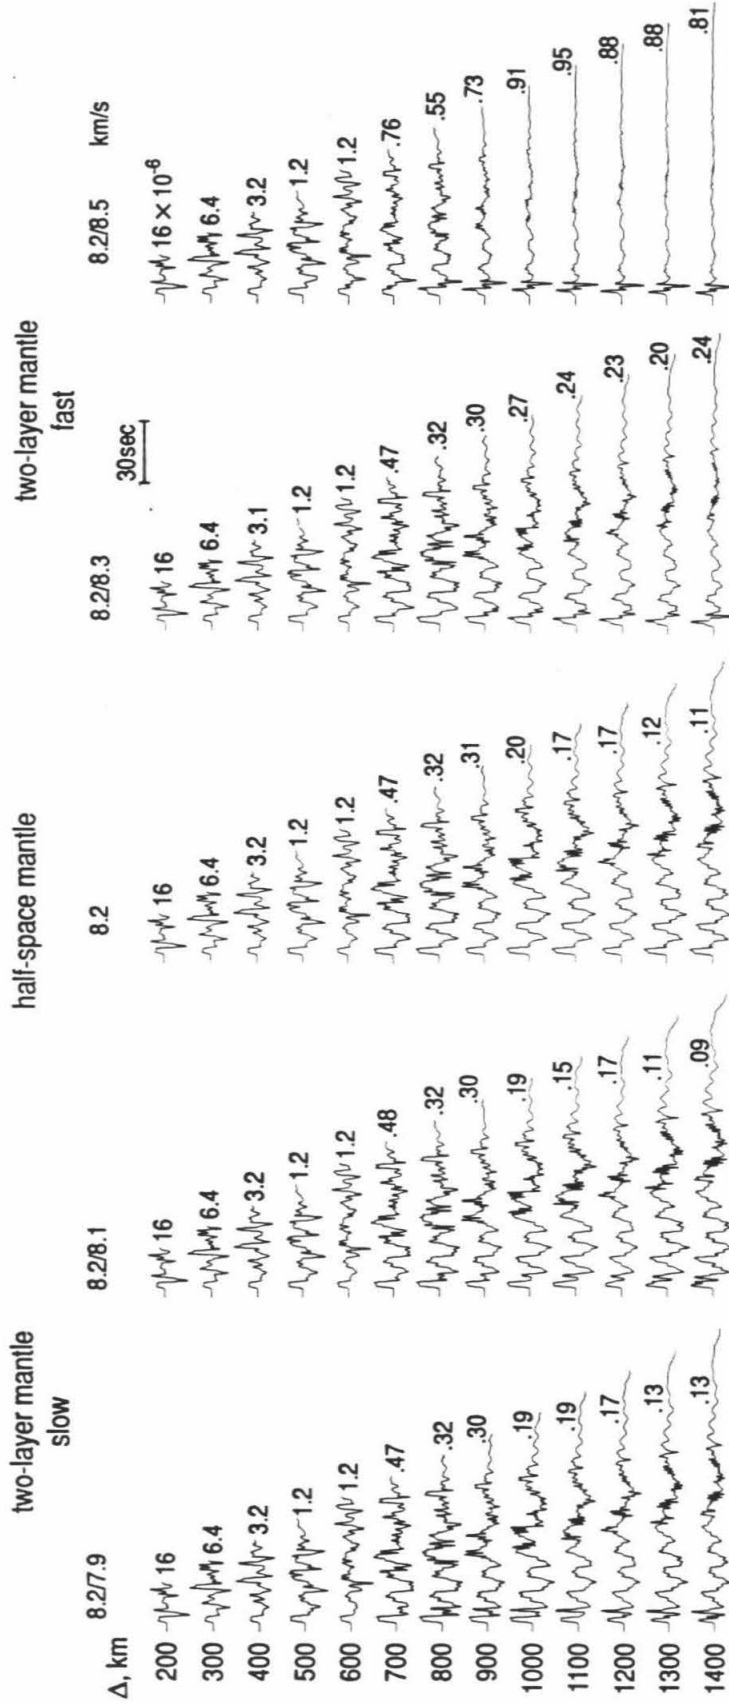 two-layer mantle slow
half-space mantle
two-layer mantle fast
Δ, km
8.2/7.9
8.2/8.1
8.2
8.2/8.3
8.2/8.5
km/s
30sec
200 16 16 16 16 16 × 10⁻⁶
300 6.4 6.4 6.4 6.4 6.4
400 3.2 3.2 3.2 3.1 3.2
500 1.2 1.2 1.2 1.2 1.2
600 1.2 1.2 1.2 1.2 1.2
700 .47 .48 .47 .47 .76
800 .32 .32 .32 .32 .55
900 .30 .30 .31 .30 .73
1000 .19 .19 .20 .27 .91
1100 .19 .15 .17 .24 .95
1200 .17 .17 .17 .23 .88
1300 .13 .11 .12 .20 .88
1400 .13 .09 .11 .24 .81